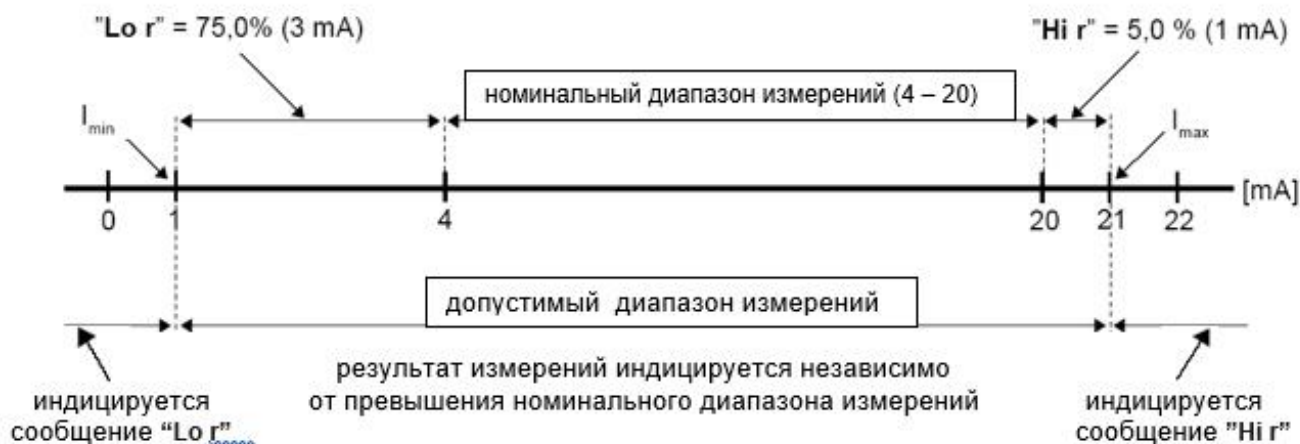 "Lo r" = 75,0% (3 mA)
"Hi r" = 5,0 % (1 mA)
номинальный диапазон измерений (4 – 20)
I min
I max
0 1 4 20 21 22 [mA]
допустимый диапазон измерений
результат измерений индицируется независимо
от превышения номинального диапазона измерений
индицируется
сообщение “Lo r”
индицируется
сообщение "Hi r"